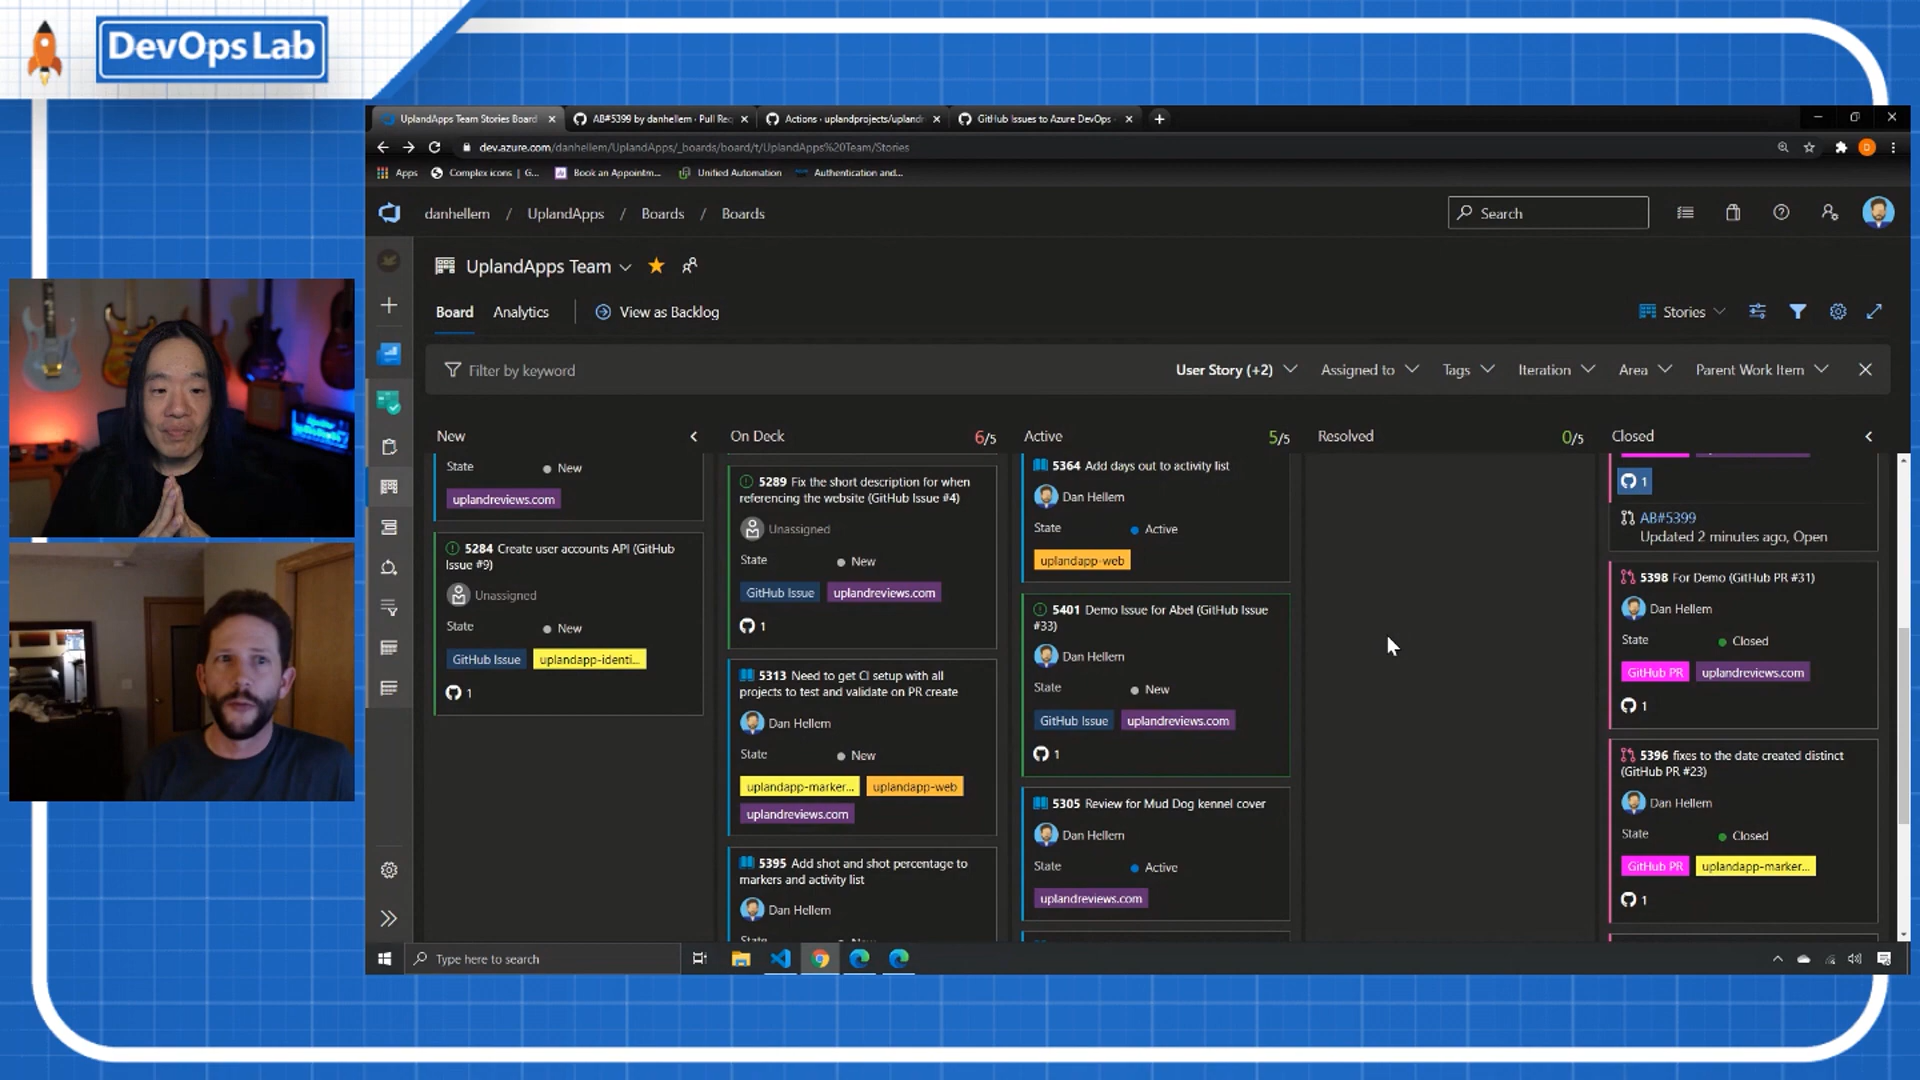 DevOps Lab
UplandApps Team Stories Board
AB#5399 by danhellem · Pull Req
Actions · uplandprojects/upland
GitHub Issues to Azure DevOps ·
dev.azure.com/danhellem/UplandApps/_boards/board/t/UplandApps%20Team/Stories
Apps
Complex icons | G...
Book an Appointm...
Unified Automation
Authentication and...
danhellem / UplandApps / Boards / Boards
Search
UplandApps Team
Board
Analytics
View as Backlog
Stories
Filter by keyword
User Story (+2)
Assigned to
Tags
Iteration
Area
Parent Work Item
New
State
New
uplandreviews.com
5284 Create user accounts API (GitHub
Issue #9)
Unassigned
State
New
GitHub Issue
uplandapp-identi...
1
On Deck
6/5
5289 Fix the short description for when
referencing the website (GitHub Issue #4)
Unassigned
State
New
GitHub Issue
uplandreviews.com
1
5313 Need to get CI setup with all
projects to test and validate on PR create
Dan Hellem
State
New
uplandapp-marker...
uplandapp-web
uplandreviews.com
5395 Add shot and shot percentage to
markers and activity list
Dan Hellem
State
New
Active
5/5
5364 Add days out to activity list
Dan Hellem
State
Active
uplandapp-web
5401 Demo Issue for Abel (GitHub Issue
#33)
Dan Hellem
State
New
GitHub Issue
uplandreviews.com
1
5305 Review for Mud Dog kennel cover
Dan Hellem
State
Active
uplandreviews.com
Resolved
0/5
Closed
1
AB#5399
Updated 2 minutes ago, Open
5398 For Demo (GitHub PR #31)
Dan Hellem
State
Closed
GitHub PR
uplandreviews.com
1
5396 fixes to the date created distinct
(GitHub PR #23)
Dan Hellem
State
Closed
GitHub PR
uplandapp-marker...
1
Type here to search